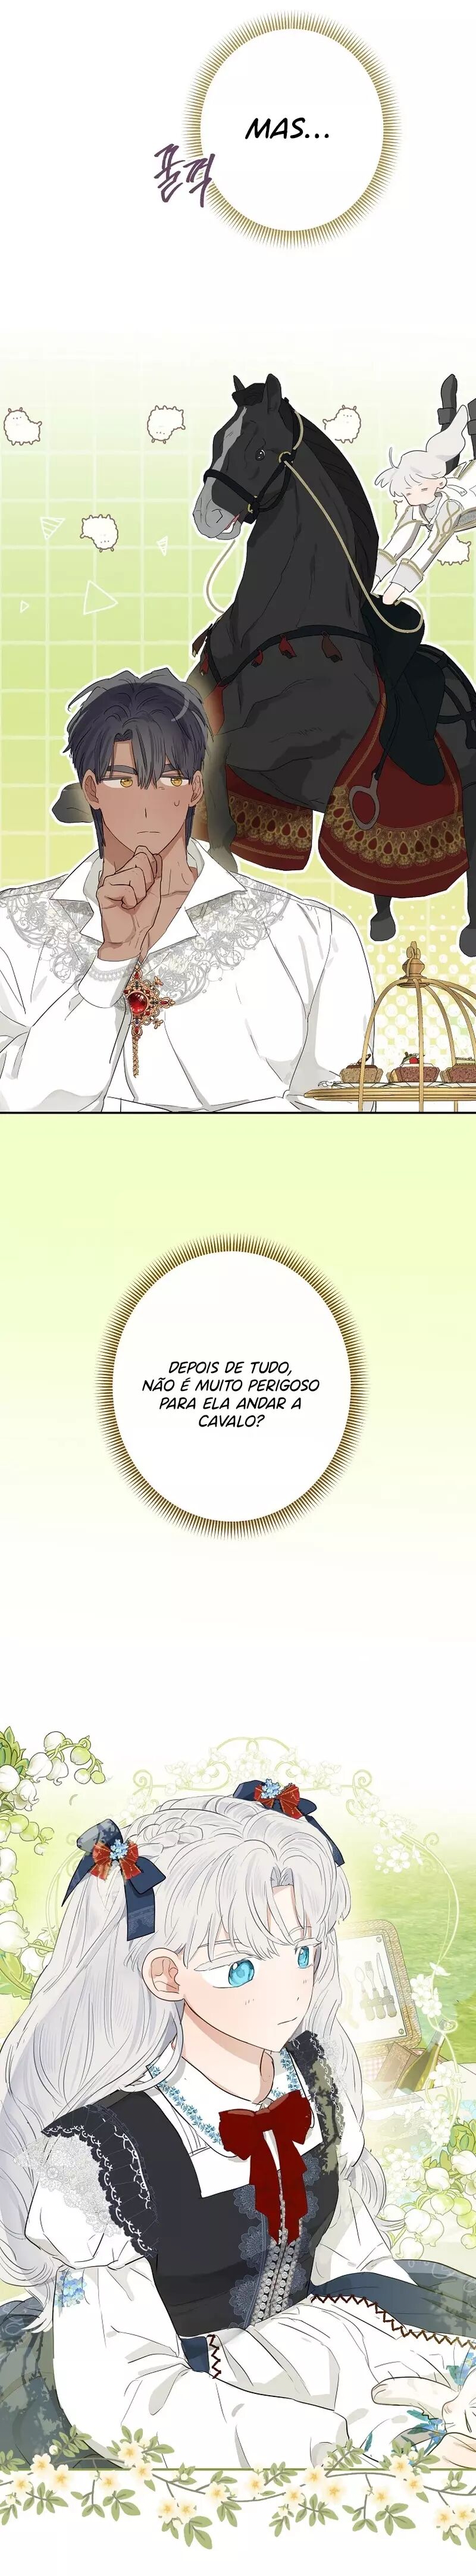 MAS...
풀썩
DEPOIS DE TUDO,
NÃO É MUITO PERIGOSO
PARA ELA ANDAR A
CAVALO?